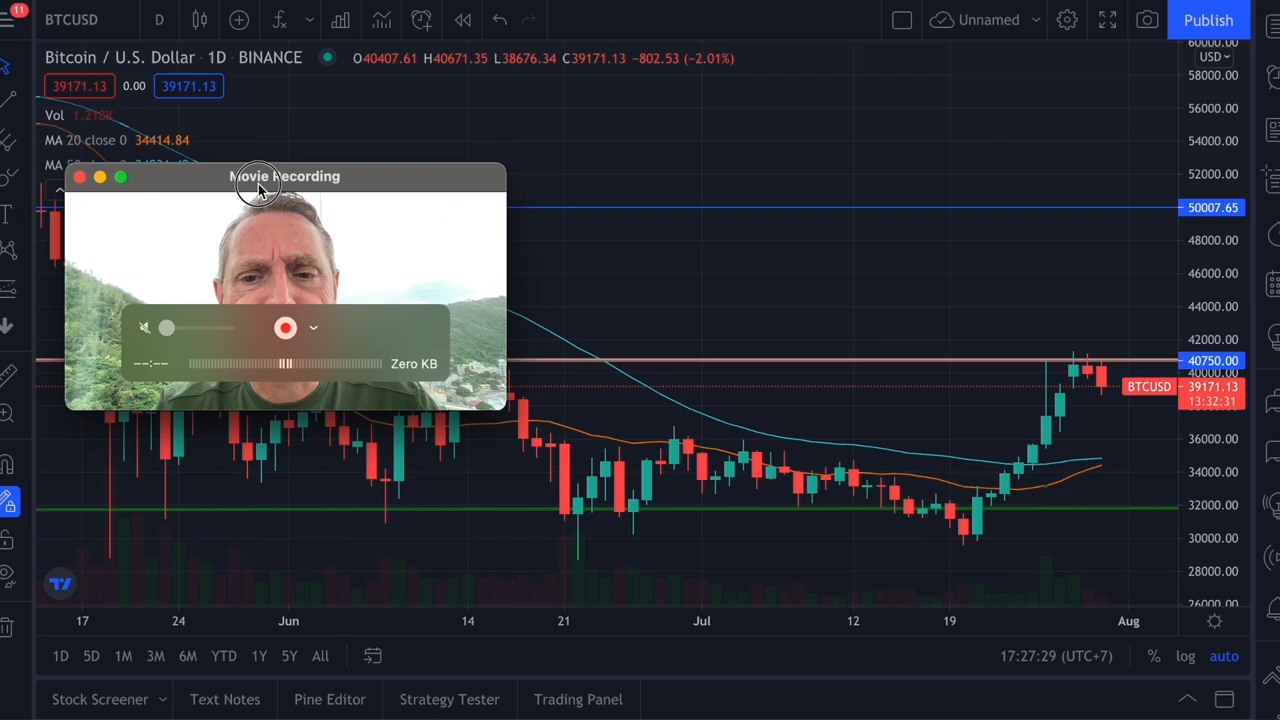 11
BTCUSD D Unnamed Publish
Bitcoin / U.S. Dollar · 1D · BINANCE O40407.61 H40671.35 L38676.34 C39171.13 −802.53 (−2.01%)
USD
39171.13 0.00 39171.13
Vol 1.218K
MA 20 close 0 34414.84
MA
Movie Recording
--:-- Zero KB
60000.00
58000.00
56000.00
54000.00
52000.00
50007.65
48000.00
46000.00
44000.00
42000.00
40750.00
40000.00
BTCUSD 39171.13
13:32:31
36000.00
34000.00
32000.00
30000.00
28000.00
26000.00
17 24 Jun 14 21 Jul 12 19 Aug
1D 5D 1M 3M 6M YTD 1Y 5Y All 17:27:29 (UTC+7) % log auto
Stock Screener Text Notes Pine Editor Strategy Tester Trading Panel